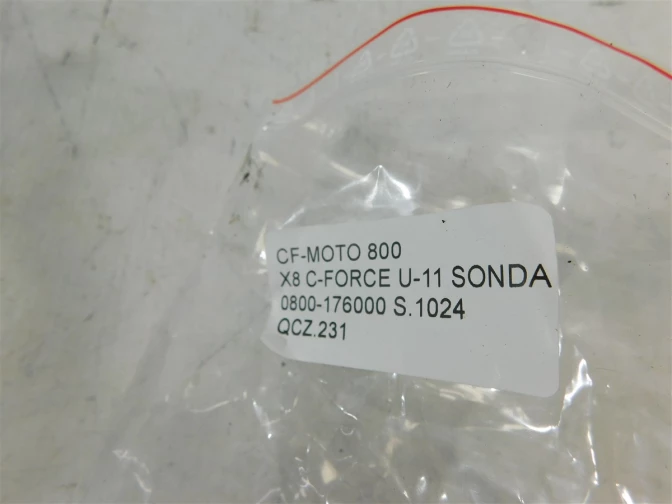 CF-MOTO 800
X8 C-FORCE U-11 SONDA
0800-176000 S.1024
QCZ.231